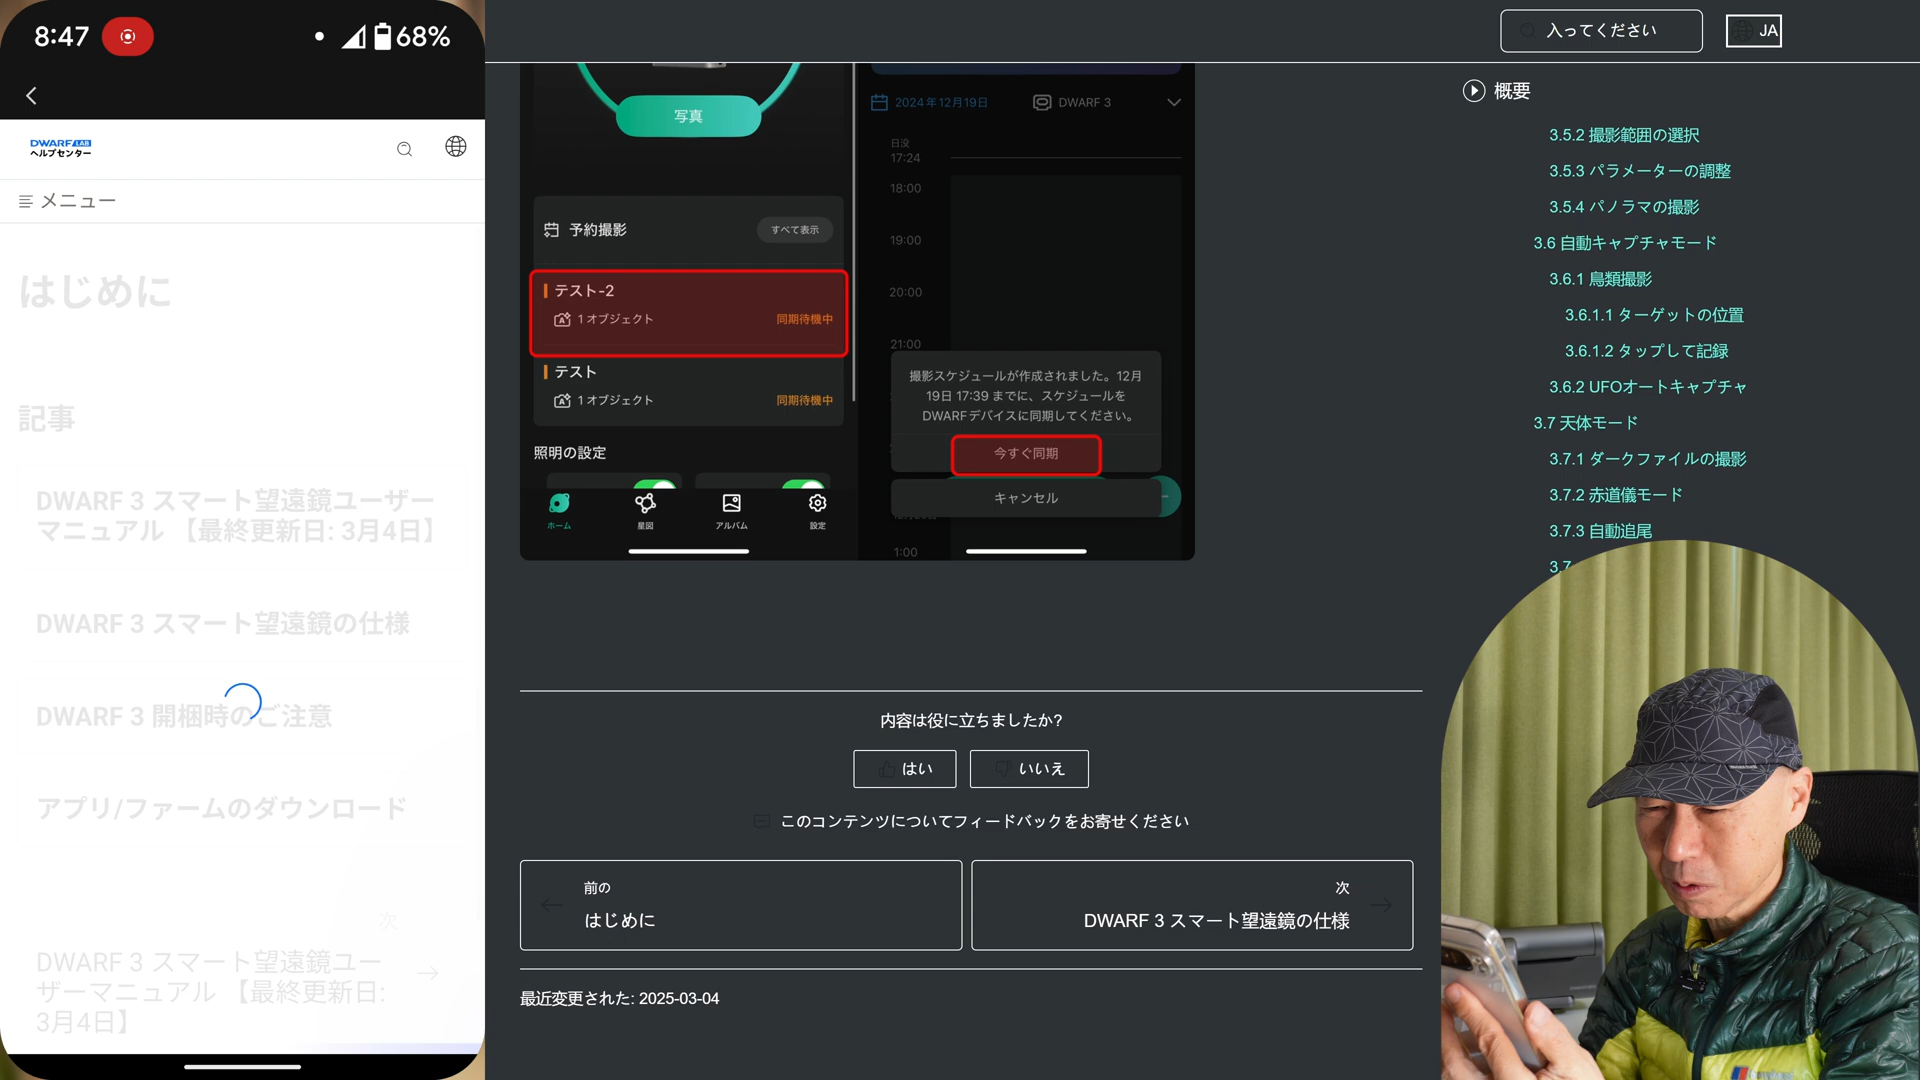 8:47
68%
DWARF LAB
ヘルプセンター
メニュー
はじめに
記事
DWARF 3 スマート望遠鏡ユーザー
マニュアル 【最終更新日: 3月4日】
DWARF 3 スマート望遠鏡の仕様
DWARF 3 開梱時のご注意
アプリ/ファームのダウンロード
次
DWARF 3 スマート望遠鏡ユー
ザーマニュアル 【最終更新日:
3月4日】
入ってください
JA
写真
予約撮影
すべて表示
テスト-2
1 オブジェクト
同期待機中
テスト
1 オブジェクト
同期待機中
照明の設定
ホーム
星図
アルバム
設定
2024年12月19日
DWARF 3
日没
17:24
18:00
19:00
20:00
21:00
撮影スケジュールが作成されました。12月
19日 17:39 までに、スケジュールを
DWARFデバイスに同期してください。
今すぐ同期
キャンセル
1:00
概要
3.5.2 撮影範囲の選択
3.5.3 パラメーターの調整
3.5.4 パノラマの撮影
3.6 自動キャプチャモード
3.6.1 鳥類撮影
3.6.1.1 ターゲットの位置
3.6.1.2 タップして記録
3.6.2 UFOオートキャプチャ
3.7 天体モード
3.7.1 ダークファイルの撮影
3.7.2 赤道儀モード
3.7.3 自動追尾
3.7
内容は役に立ちましたか?
はい
いいえ
このコンテンツについてフィードバックをお寄せください
前の
はじめに
次
DWARF 3 スマート望遠鏡の仕様
最近変更された: 2025-03-04